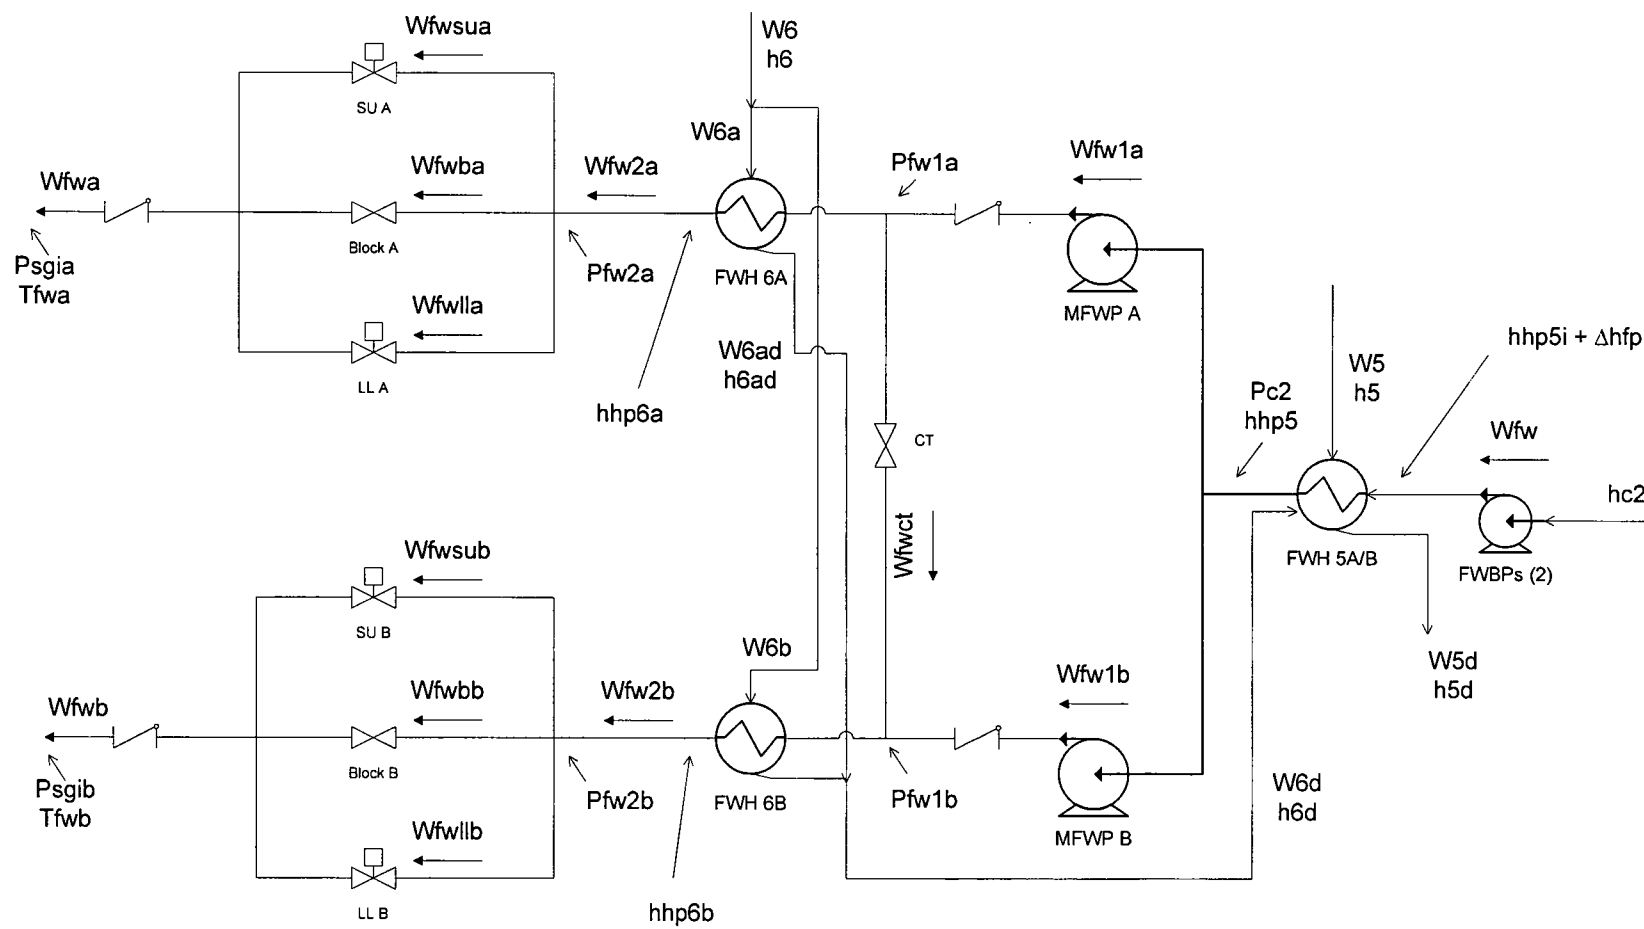 Wfwsua
SU A
W6
h6
W6a
Wfwba
Wfw2a
Pfw1a
Wfw1a
Wfwa
Block A
Psgia
Tfwa
Pfw2a
FWH 6A
MFWP A
Wfwlla
LL A
W6ad
h6ad
hhp6a
CT
Pc2
hhp5
W5
h5
hhp5i + Δhfp
Wfw
hc2
Wfwct
FWH 5A/B
FWBPs (2)
Wfwsub
SU B
W6b
W5d
h5d
Wfwbb
Wfw2b
Wfw1b
Wfwb
Block B
Psgib
Tfwb
Pfw2b
FWH 6B
Pfw1b
MFWP B
W6d
h6d
Wfwllb
LL B
hhp6b